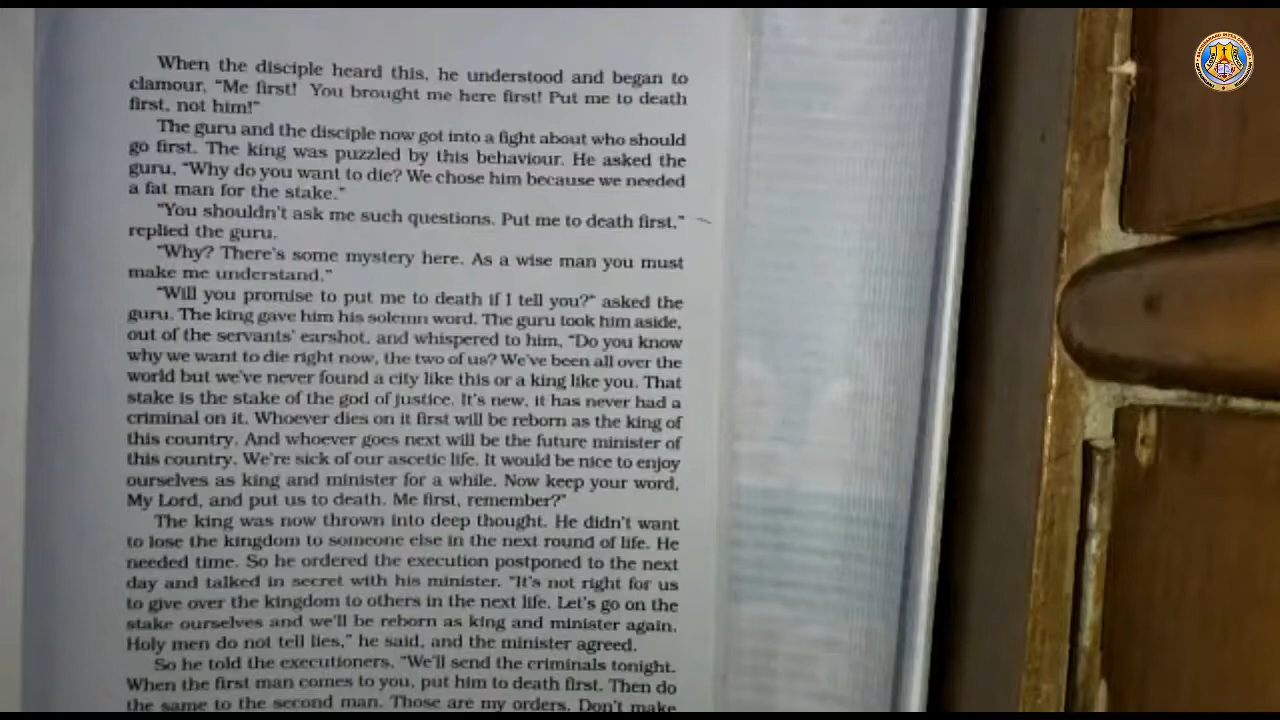 When the disciple heard this, he understood and began to
clamour, “Me first! You brought me here first! Put me to death
first, not him!”
The guru and the disciple now got into a fight about who should
go first. The king was puzzled by this behaviour. He asked the
guru, “Why do you want to die? We chose him because we needed
a fat man for the stake.”
“You shouldn't ask me such questions. Put me to death first,”
replied the guru.
“Why? There's some mystery here. As a wise man you must
make me understand.”
“Will you promise to put me to death if I tell you?” asked the
guru. The king gave him his solemn word. The guru took him aside,
out of the servants' earshot, and whispered to him, “Do you know
why we want to die right now, the two of us? We've been all over the
world but we've never found a city like this or a king like you. That
stake is the stake of the god of justice. It's new, it has never had a
criminal on it. Whoever dies on it first will be reborn as the king of
this country. And whoever goes next will be the future minister of
this country. We're sick of our ascetic life. It would be nice to enjoy
ourselves as king and minister for a while. Now keep your word,
My Lord, and put us to death. Me first, remember?”
The king was now thrown into deep thought. He didn't want
to lose the kingdom to someone else in the next round of life. He
needed time. So he ordered the execution postponed to the next
day and talked in secret with his minister. “It's not right for us
to give over the kingdom to others in the next life. Let's go on the
stake ourselves and we'll be reborn as king and minister again.
Holy men do not tell lies,” he said, and the minister agreed.
So he told the executioners, “We'll send the criminals tonight.
When the first man comes to you, put him to death first. Then do
the same to the second man. Those are my orders. Don't make